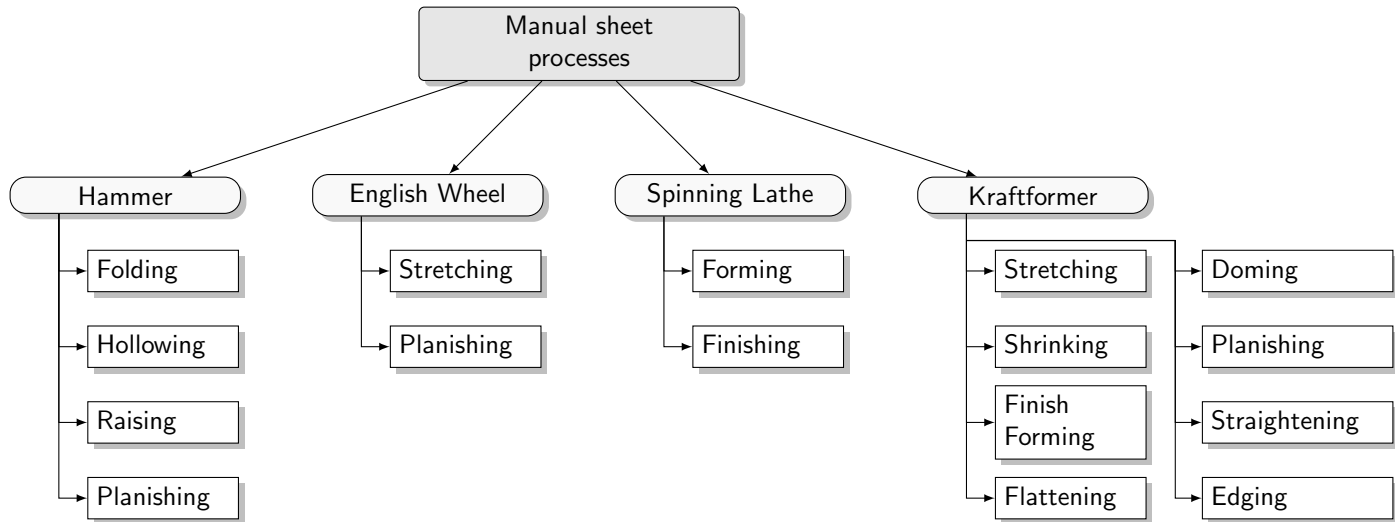 Manual sheet
processes
Hammer
English Wheel
Spinning Lathe
Kraftformer
Folding
Stretching
Forming
Stretching
Doming
Hollowing
Planishing
Finishing
Shrinking
Planishing
Raising
Finish
Forming
Straightening
Planishing
Flattening
Edging